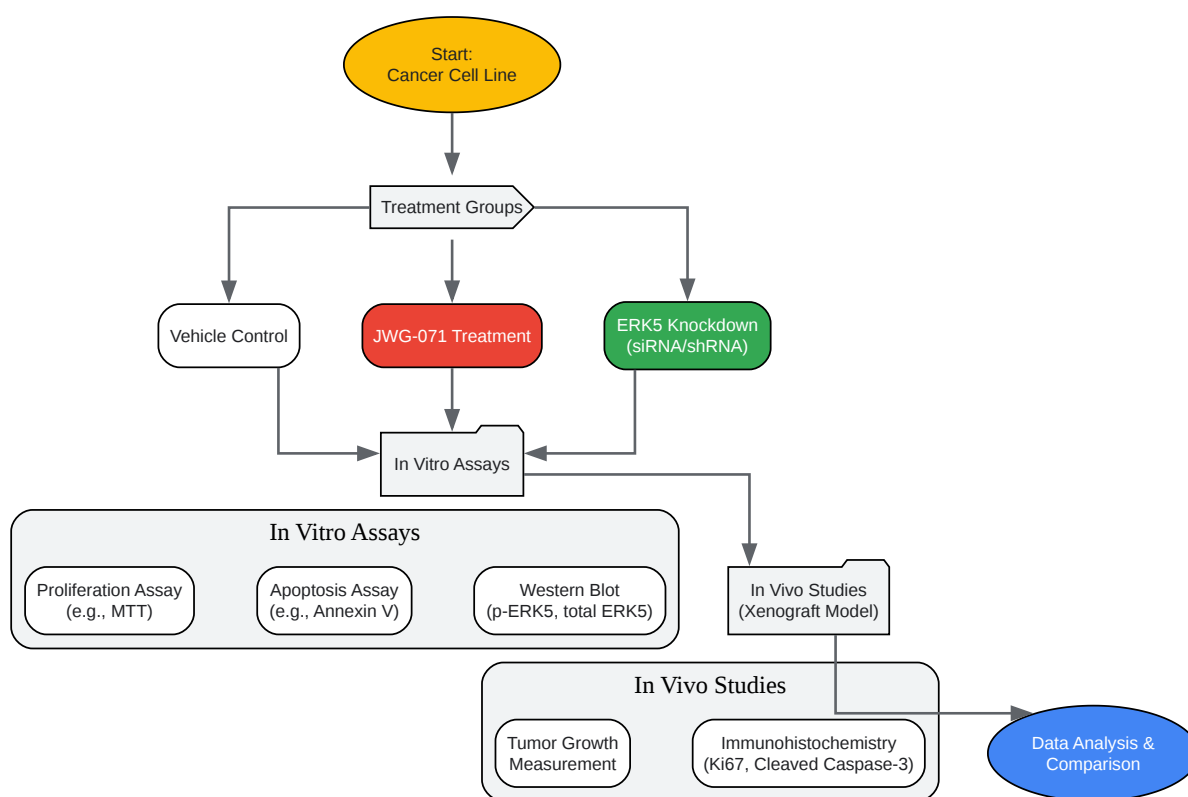 Start:
Cancer Cell Line
Treatment Groups
Vehicle Control
JWG-071 Treatment
ERK5 Knockdown
(siRNA/shRNA)
In Vitro Assays
In Vitro Assays
Proliferation Assay
(e.g., MTT)
Apoptosis Assay
(e.g., Annexin V)
Western Blot
(p-ERK5, total ERK5)
In Vivo Studies
(Xenograft Model)
In Vivo Studies
Tumor Growth
Measurement
Immunohistochemistry
(Ki67, Cleaved Caspase-3)
Data Analysis &
Comparison